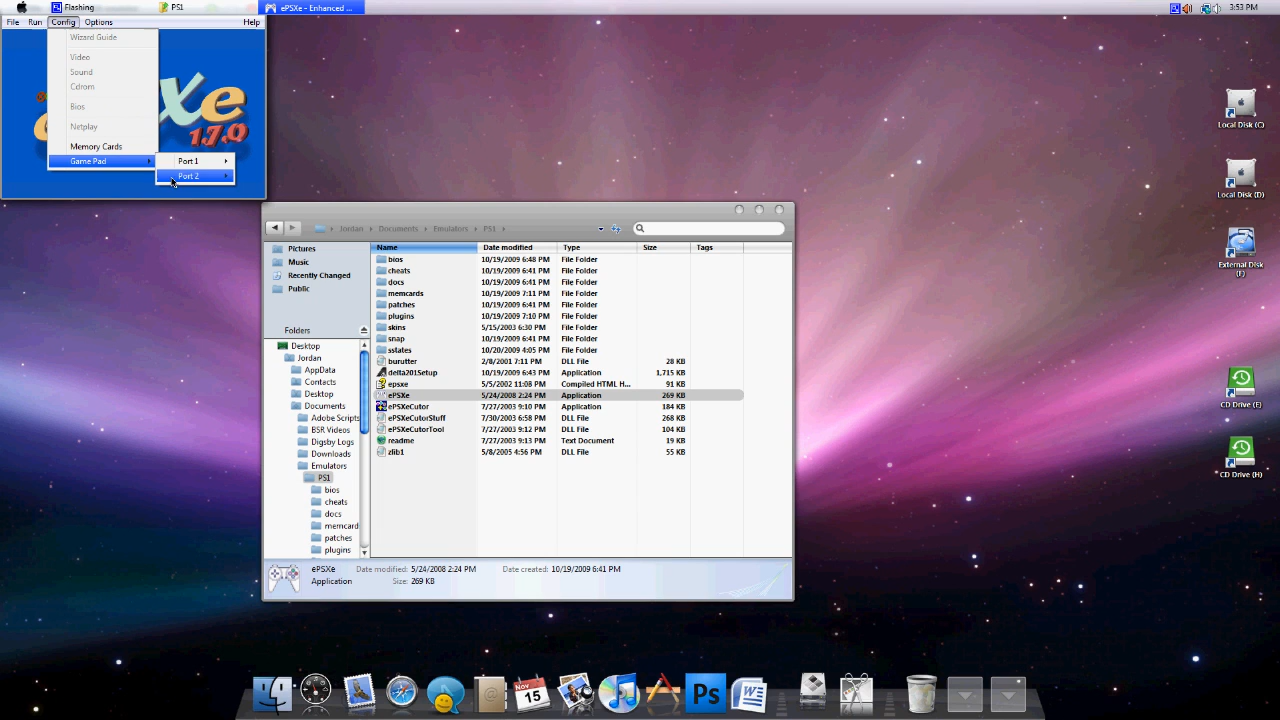 Flashing
PS1
ePSXe - Enhanced ...
3:53 PM
File Run Config Options Help
Wizard Guide
Video
Sound
Cdrom
Bios
Netplay
Memory Cards
Game Pad
Port 1
Port 2
Xe
1.7.0
Local Disk (C)
Local Disk (D)
External Disk
CD Drive (E)
CD Drive (H)
Jordan Documents Emulators PS1
Pictures
Music
Recently Changed
Public
Folders
Desktop
Jordan
AppData
Contacts
Desktop
Documents
Adobe Scripts
BSR Videos
Digsby Logs
Downloads
Emulators
PS1
bios
cheats
docs
memcard
patches
plugins
Name Date modified Type Size Tags
bios 10/19/2009 6:48 PM File Folder
cheats 10/19/2009 6:41 PM File Folder
docs 10/19/2009 6:41 PM File Folder
memcards 10/19/2009 7:11 PM File Folder
patches 10/19/2009 6:41 PM File Folder
plugins 10/19/2009 7:10 PM File Folder
skins 5/15/2003 6:30 PM File Folder
snap 10/19/2009 6:41 PM File Folder
sstates 10/20/2009 4:05 PM File Folder
burutter 2/8/2001 7:11 PM DLL File 28 KB
delta201Setup 10/19/2009 6:43 PM Application 1,715 KB
epsxe 5/5/2002 11:08 PM Compiled HTML H... 91 KB
ePSXe 5/24/2008 2:24 PM Application 269 KB
ePSXeCutor 7/27/2003 9:10 PM Application 184 KB
ePSXeCutorStuff 7/30/2003 6:58 PM DLL File 268 KB
ePSXeCutorTool 7/27/2003 9:12 PM DLL File 104 KB
readme 7/27/2003 9:13 PM Text Document 19 KB
zlib1 5/8/2005 4:56 PM DLL File 55 KB
ePSXe Date modified: 5/24/2008 2:24 PM Date created: 10/19/2009 6:41 PM
Application Size: 269 KB
Nov
15
Ps
W